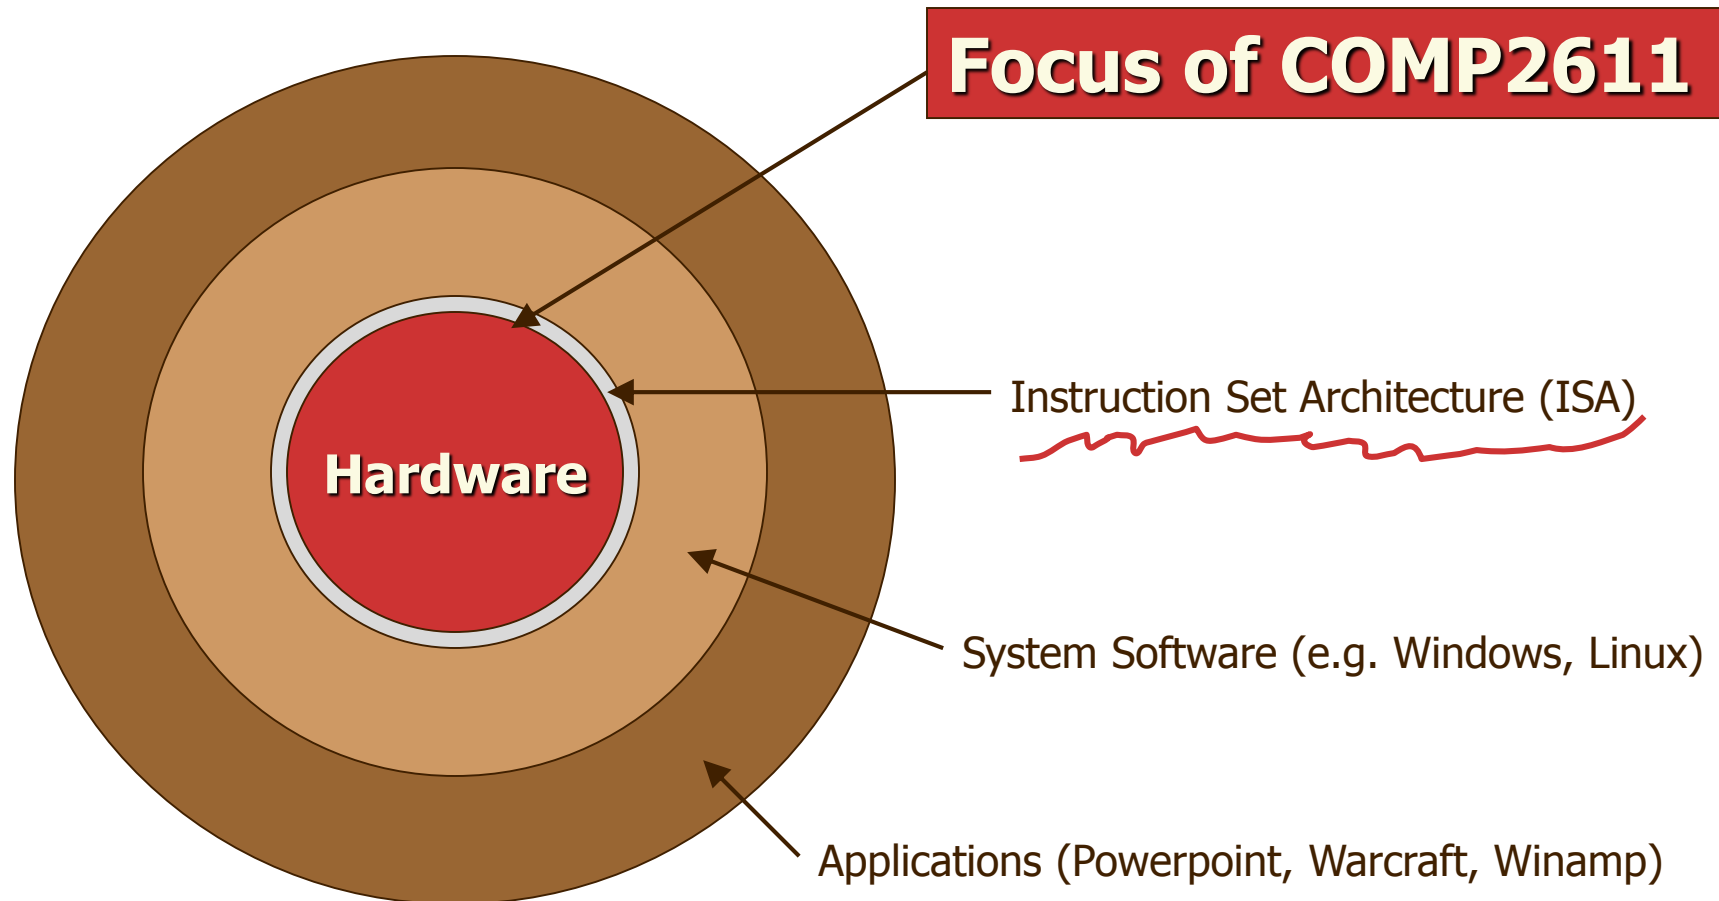 Focus of COMP2611
Instruction Set Architecture (ISA)
Hardware
System Software (e.g. Windows, Linux)
Applications (Powerpoint, Warcraft, Winamp)